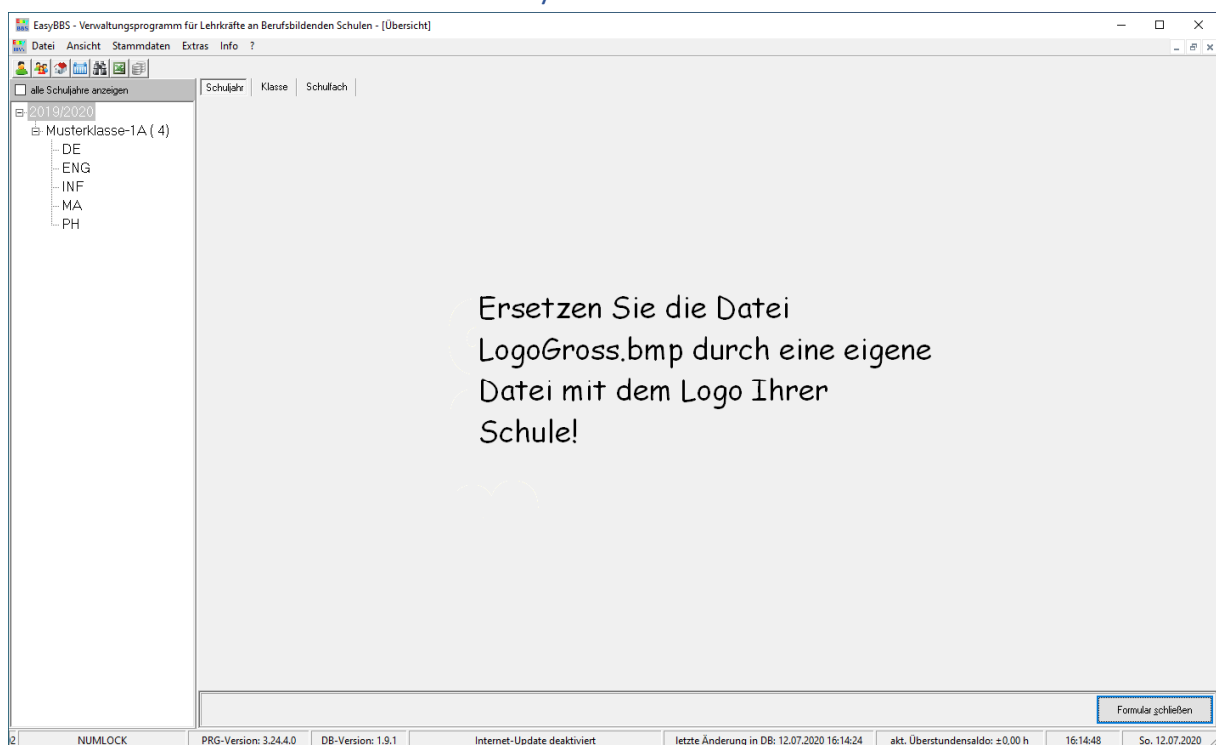 EasyBBS - Verwaltungsprogramm für Lehrkräfte an Berufsbildenden Schulen - [Übersicht]
Datei Ansicht Stammdaten Extras Info ?
alle Schuljahre anzeigen
Schuljahr Klasse Schulfach
2019/2020
Musterklasse-1A ( 4)
DE
ENG
INF
MA
PH
Ersetzen Sie die Datei
LogoGross.bmp durch eine eigene
Datei mit dem Logo Ihrer
Schule!
Formular schließen
NUMLOCK PRG-Version: 3.24.4.0 DB-Version: 1.9.1 Internet-Update deaktiviert letzte Änderung in DB: 12.07.2020 16:14:24 akt. Überstundensaldo: ±0,00 h 16:14:48 So. 12.07.2020